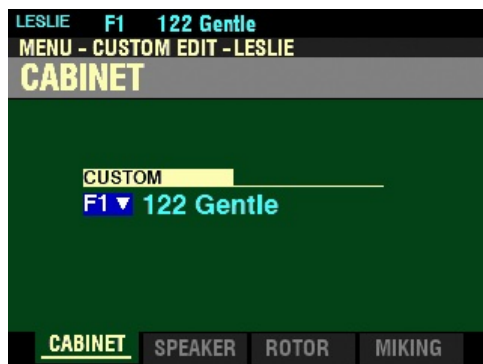 LESLIE F1 122 Gentle
MENU - CUSTOM EDIT - LESLIE
CABINET
CUSTOM
F1 ▼ 122 Gentle
CABINET SPEAKER ROTOR MIKING